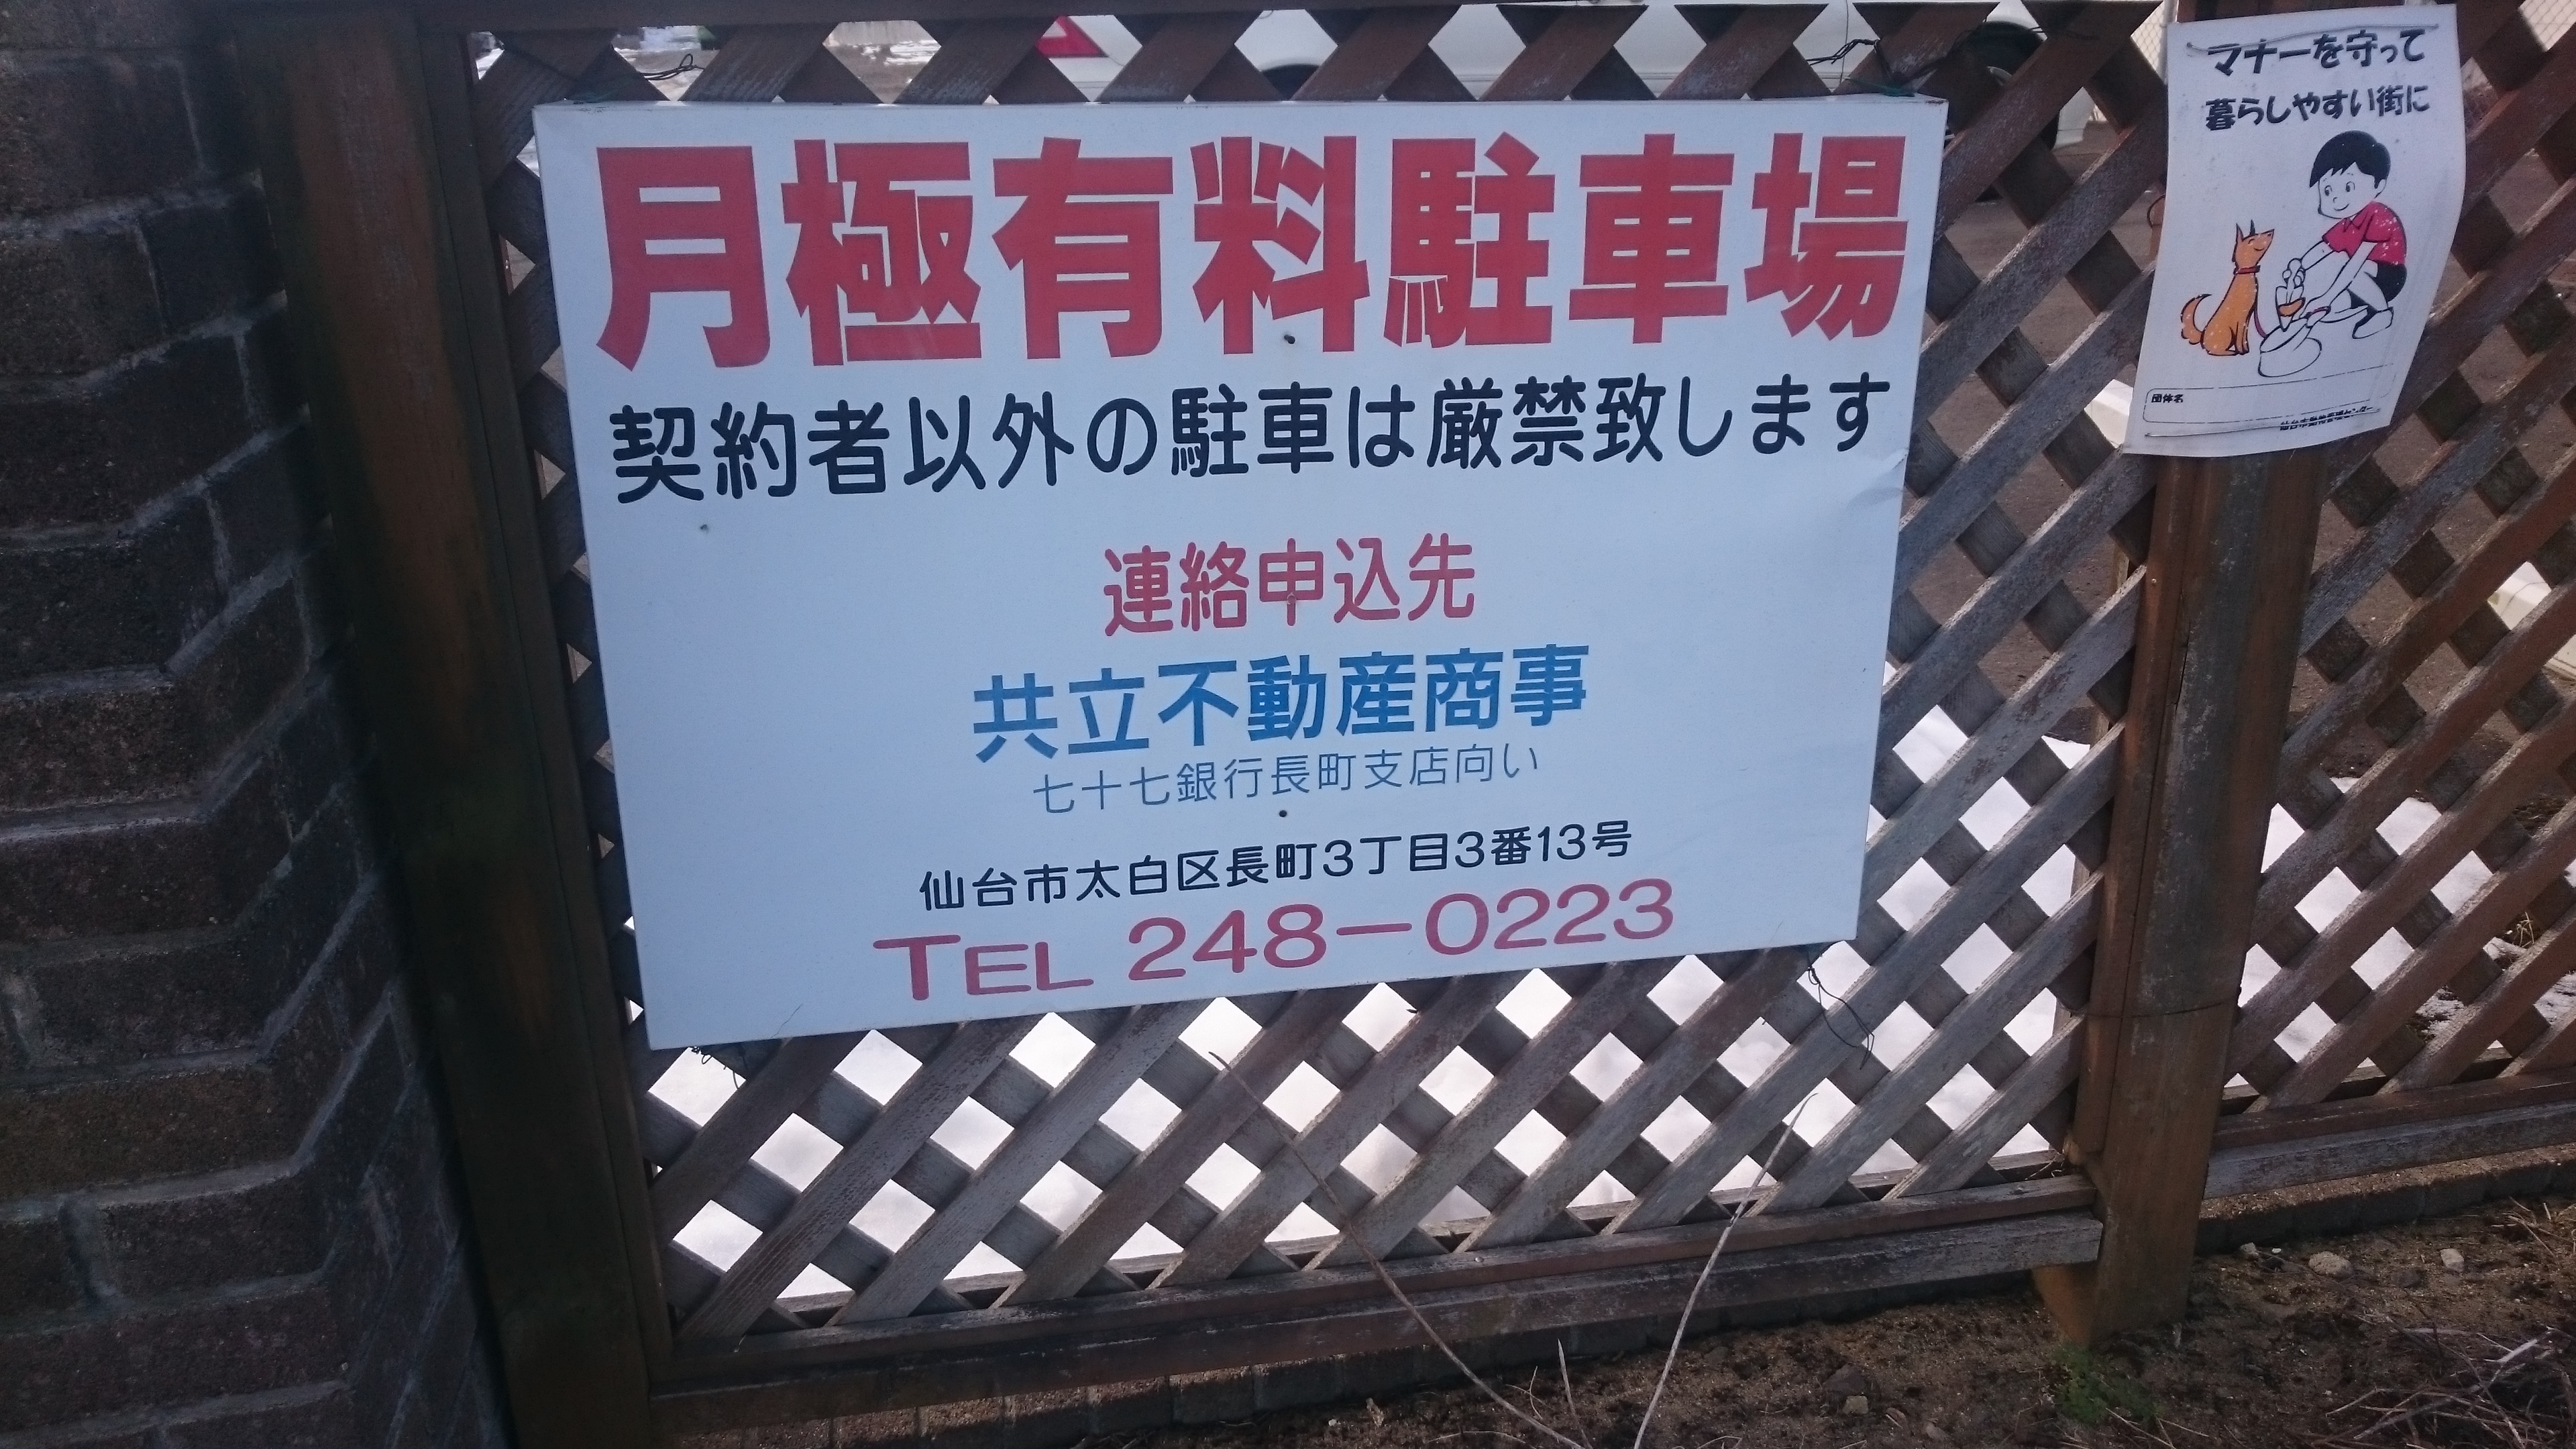 月極有料駐車場
契約者以外の駐車は厳禁致します
連絡申込先
共立不動産商事
七十七銀行長町支店向い
仙台市太白区長町3丁目3番13号
TEL 248-0223
マナーを守って
暮らしやすい街に
団体名